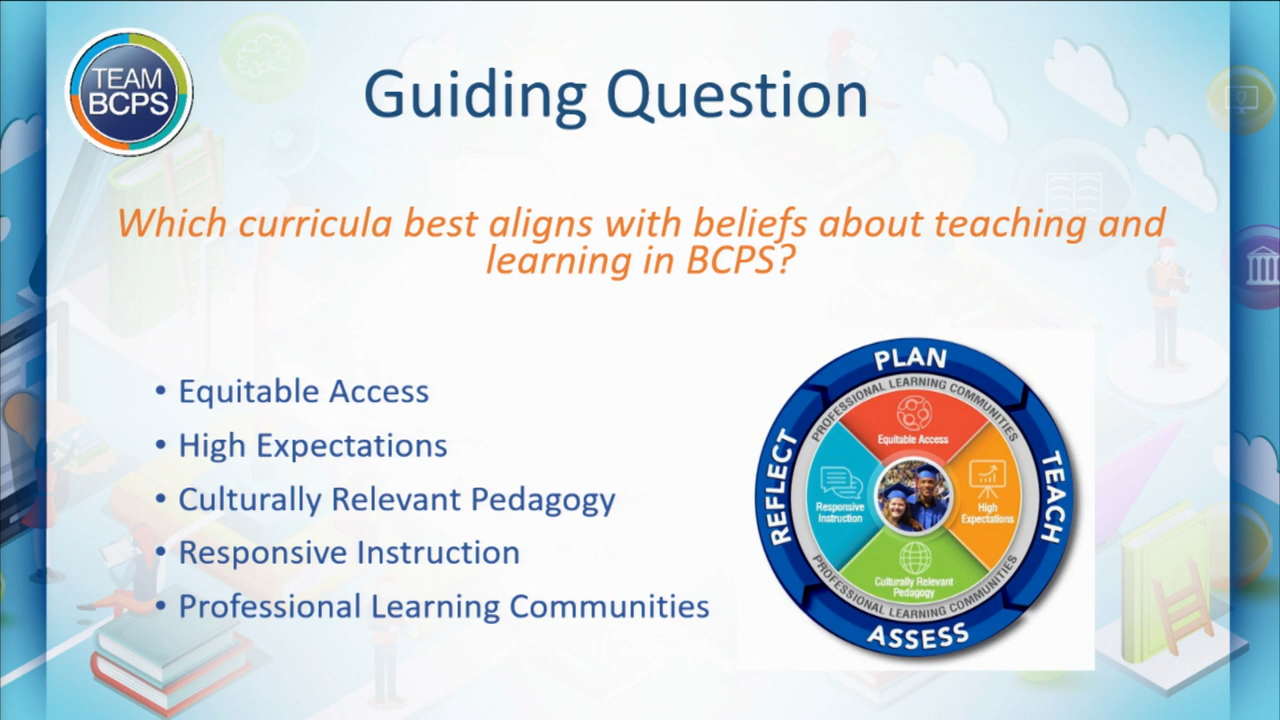 TEAM
BCPS
Guiding Question
Which curricula best aligns with beliefs about teaching and
learning in BCPS?
• Equitable Access
• High Expectations
• Culturally Relevant Pedagogy
• Responsive Instruction
• Professional Learning Communities
PLAN
PROFESSIONAL LEARNING COMMUNITIES
Equitable Access
REFLECT
Responsive
Instruction
High
Expectations
TEACH
Culturally Relevant
Pedagogy
PROFESSIONAL LEARNING COMMUNITIES
ASSESS